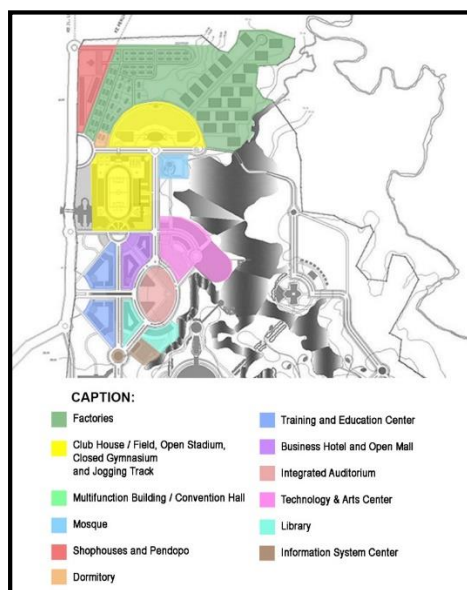 CAPTION:
Factories
Club House / Field, Open Stadium,
Closed Gymnasium
and Jogging Track
Multifunction Building / Convention Hall
Mosque
Shophouses and Pendopo
Dormitory
Training and Education Center
Business Hotel and Open Mall
Integrated Auditorium
Technology & Arts Center
Library
Information System Center